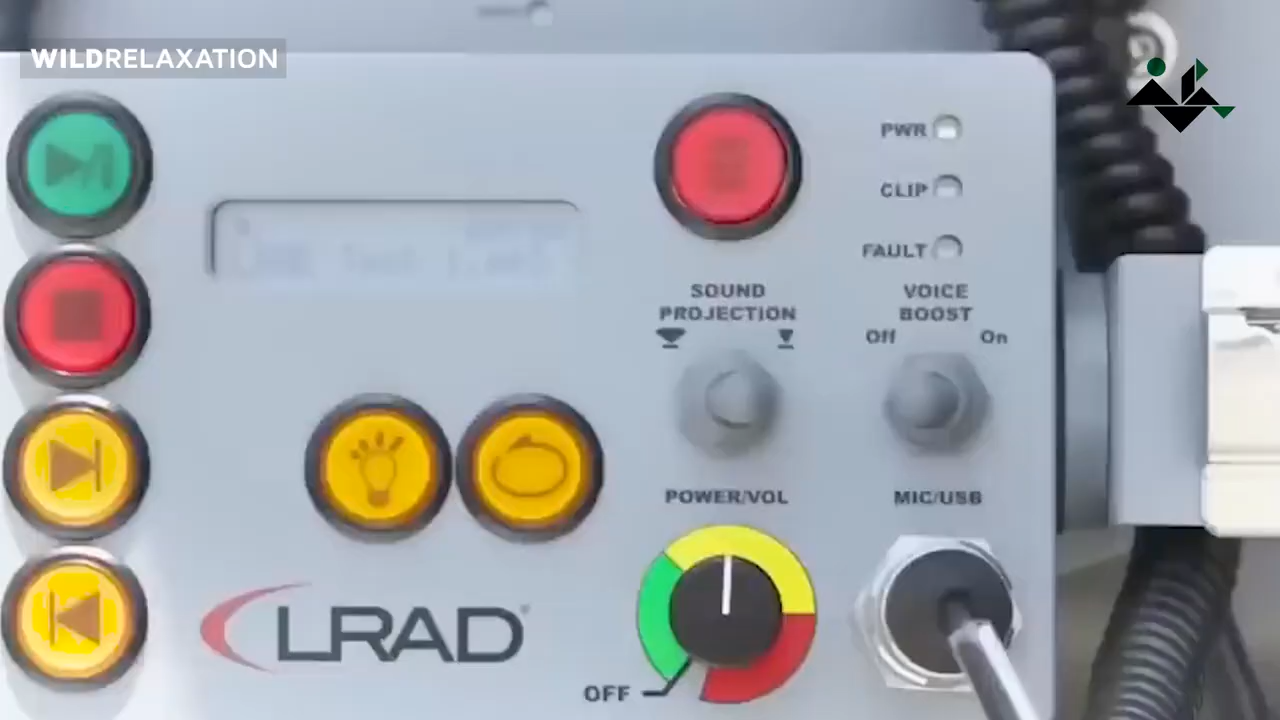 WILDRELAXATION
PWR
CLIP
FAULT
SOUND
PROJECTION
VOICE
BOOST
Off
On
POWER/VOL
MIC/USB
LRAD
OFF